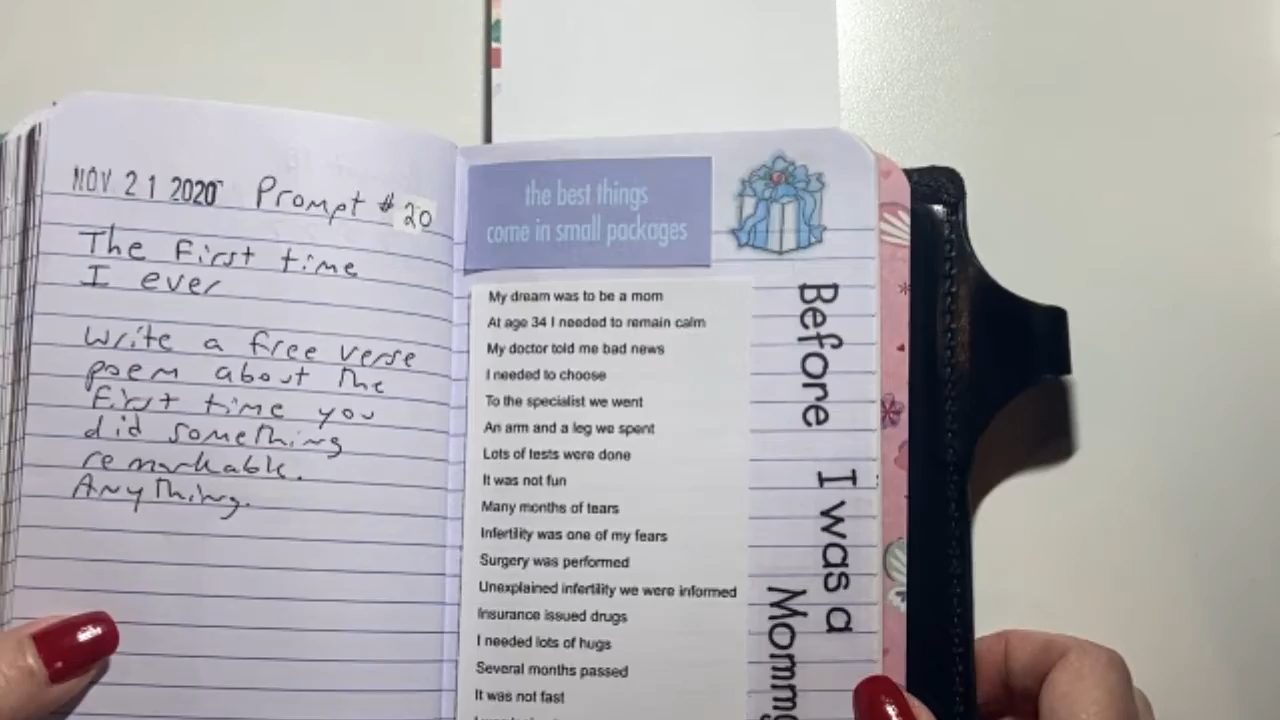 NOV 21 2020 Prompt #20
The First time
I ever
Write a free verse
poem about the
First time you
did something
remarkable.
Anything.
the best things
come in small packages
My dream was to be a mom
At age 34 I needed to remain calm
My doctor told me bad news
I needed to choose
To the specialist we went
An arm and a leg we spent
Lots of tests were done
It was not fun
Many months of tears
Infertility was one of my fears
Surgery was performed
Unexplained infertility we were informed
Insurance issued drugs
I needed lots of hugs
Several months passed
It was not fast
Before I was a